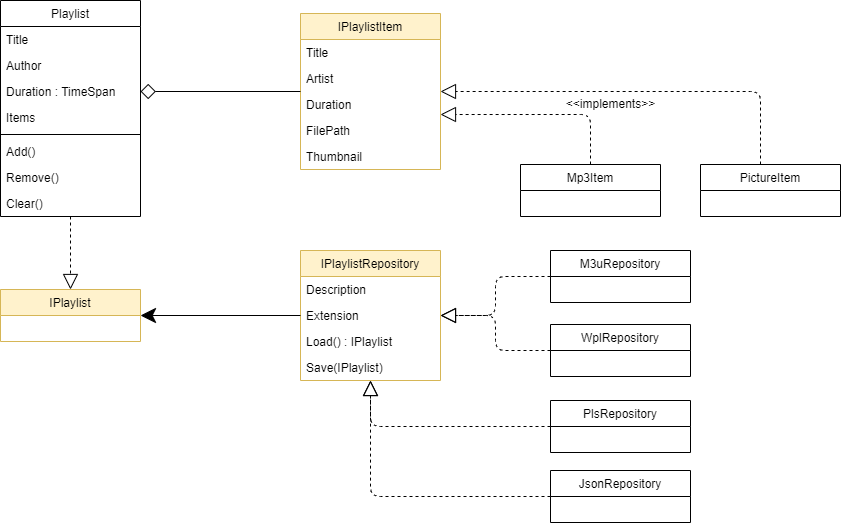 Playlist
Title
Author
Duration : TimeSpan
Items
Add()
Remove()
Clear()
IPlaylistItem
Title
Artist
Duration
FilePath
Thumbnail
<<implements>>
Mp3Item
PictureItem
IPlaylist
IPlaylistRepository
Description
Extension
Load() : IPlaylist
Save(IPlaylist)
M3uRepository
WplRepository
PlsRepository
JsonRepository